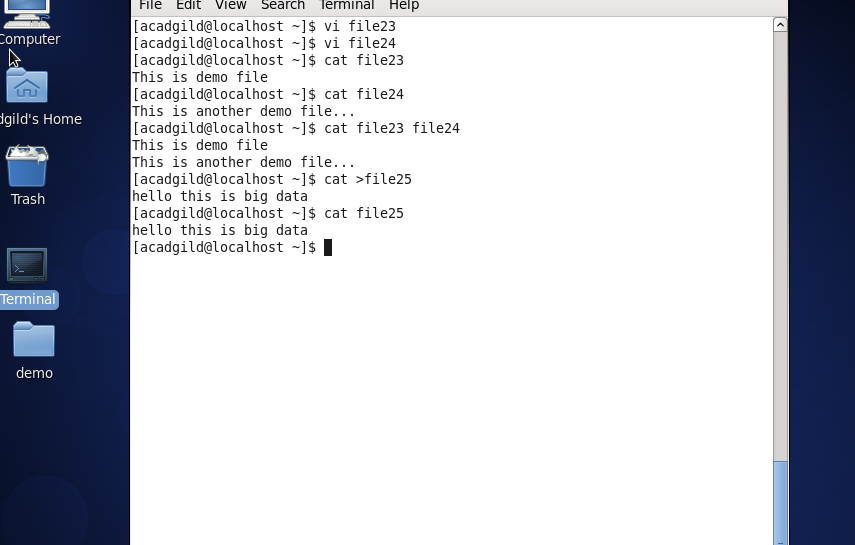 File Edit View Search Terminal Help
[acadgild@localhost ~]$ vi file23
[acadgild@localhost ~]$ vi file24
[acadgild@localhost ~]$ cat file23
This is demo file
[acadgild@localhost ~]$ cat file24
This is another demo file...
[acadgild@localhost ~]$ cat file23 file24
This is demo file
This is another demo file...
[acadgild@localhost ~]$ cat >file25
hello this is big data
[acadgild@localhost ~]$ cat file25
hello this is big data
[acadgild@localhost ~]$
Computer
dgild's Home
Trash
Terminal
demo